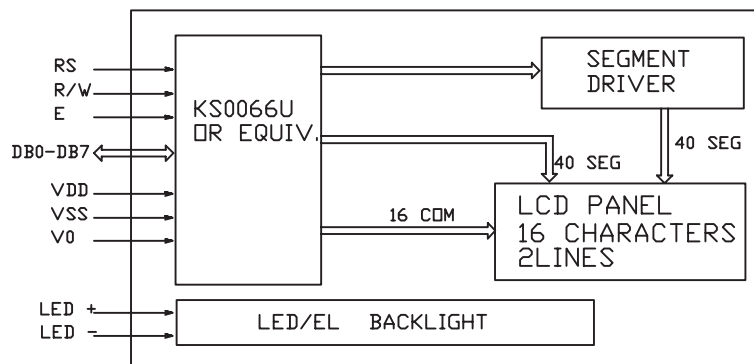 RS
R/W
E
DB0-DB7
VDD
VSS
V0
LED +
LED -
KS0066U
OR EQUIV.
SEGMENT
DRIVER
40 SEG
40 SEG
16 COM
LCD PANEL
16 CHARACTERS
2LINES
LED/EL BACKLIGHT